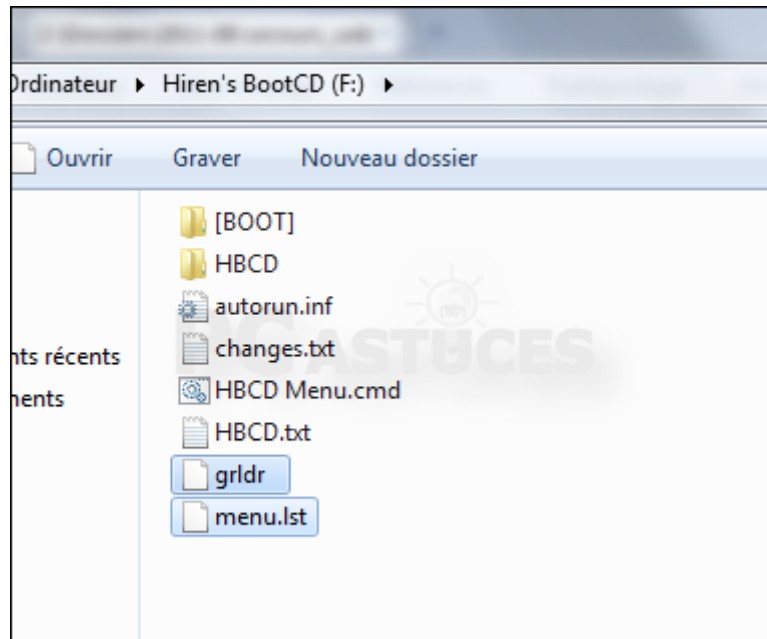 Ordinateur ▸ Hiren's BootCD (F:) ▸
Ouvrir Graver Nouveau dossier
[BOOT]
HBCD
autorun.inf
changes.txt
nts récents
HBCD Menu.cmd
nents
HBCD.txt
grldr
menu.lst
PC ASTUCES